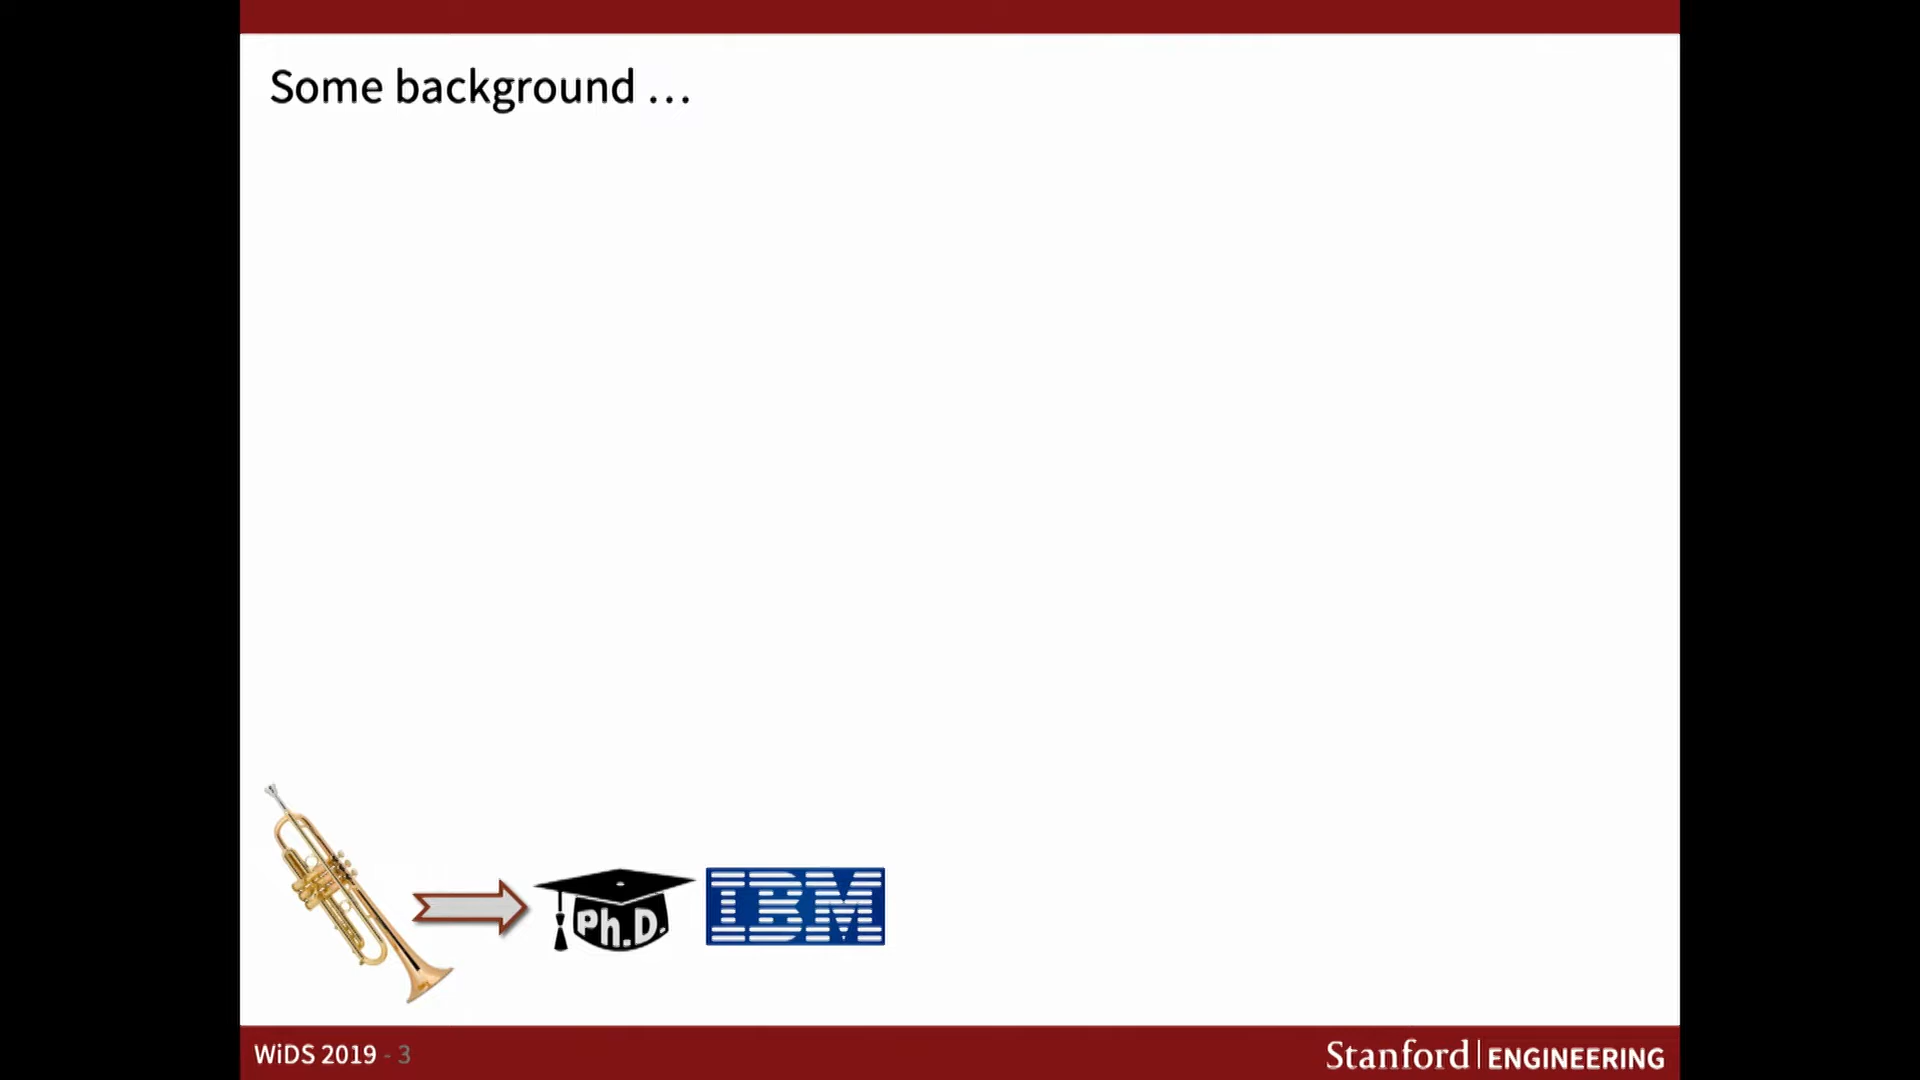 Some background …
Ph.D.
IBM
WiDS 2019 - 3
Stanford | ENGINEERING